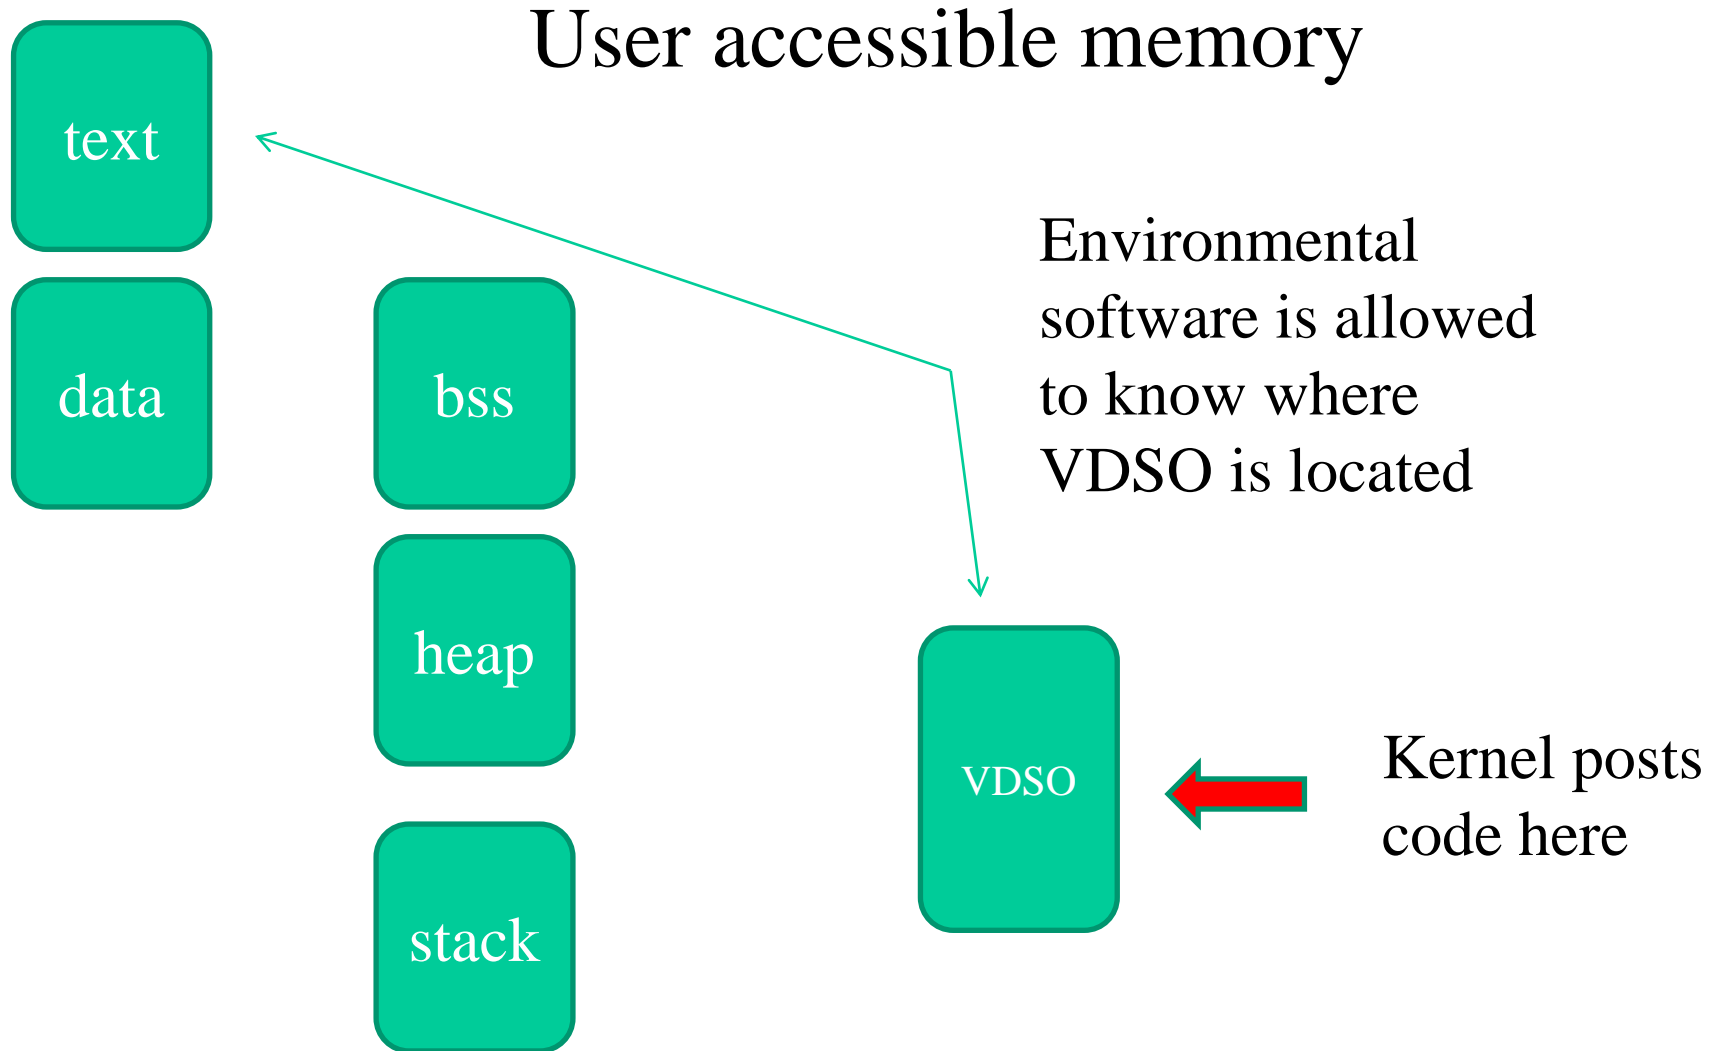 User accessible memory
text
Environmental
software is allowed
to know where
VDSO is located
data
bss
heap
VDSO
Kernel posts
code here
stack